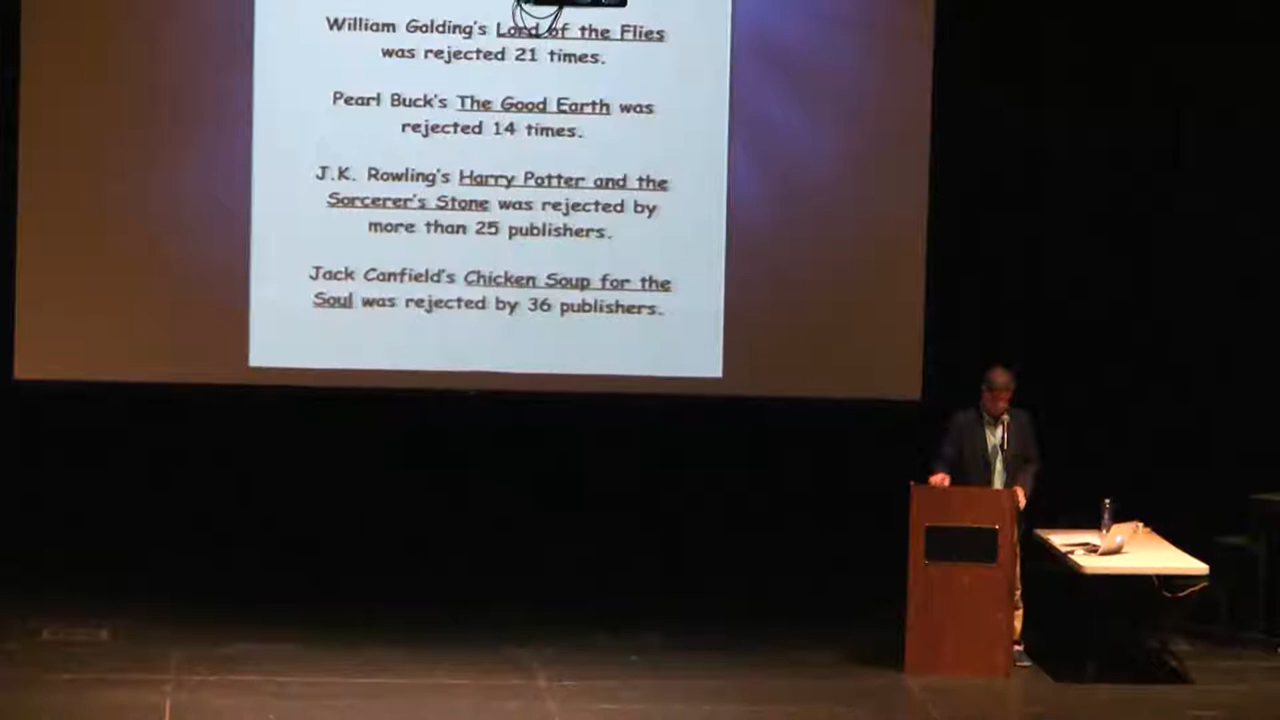 William Golding's Lord of the Flies
was rejected 21 times.
Pearl Buck's The Good Earth was
rejected 14 times.
J.K. Rowling's Harry Potter and the
Sorcerer's Stone was rejected by
more than 25 publishers.
Jack Canfield's Chicken Soup for the
Soul was rejected by 36 publishers.